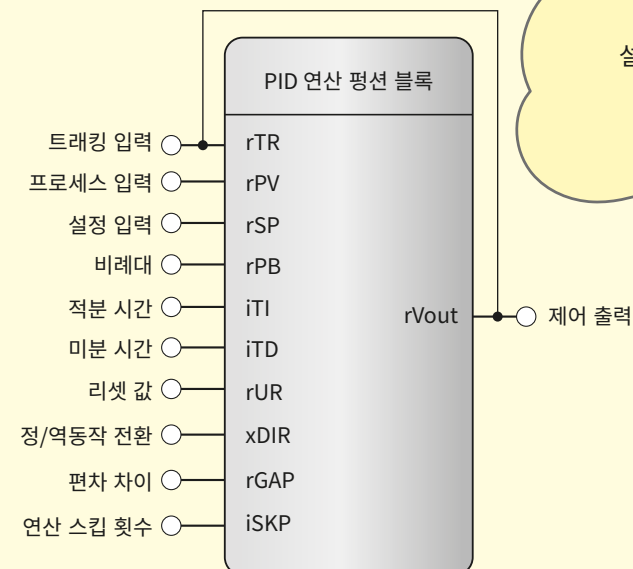 PID 연산 펑션 블록
트래킹 입력 rTR
프로세스 입력 rPV
설정 입력 rSP
비례대 rPB
적분 시간 iTI
rVout 제어 출력
미분 시간 iTD
리셋 값 rUR
정/역동작 전환 xDIR
편차 차이 rGAP
연산 스킵 횟수 iSKP